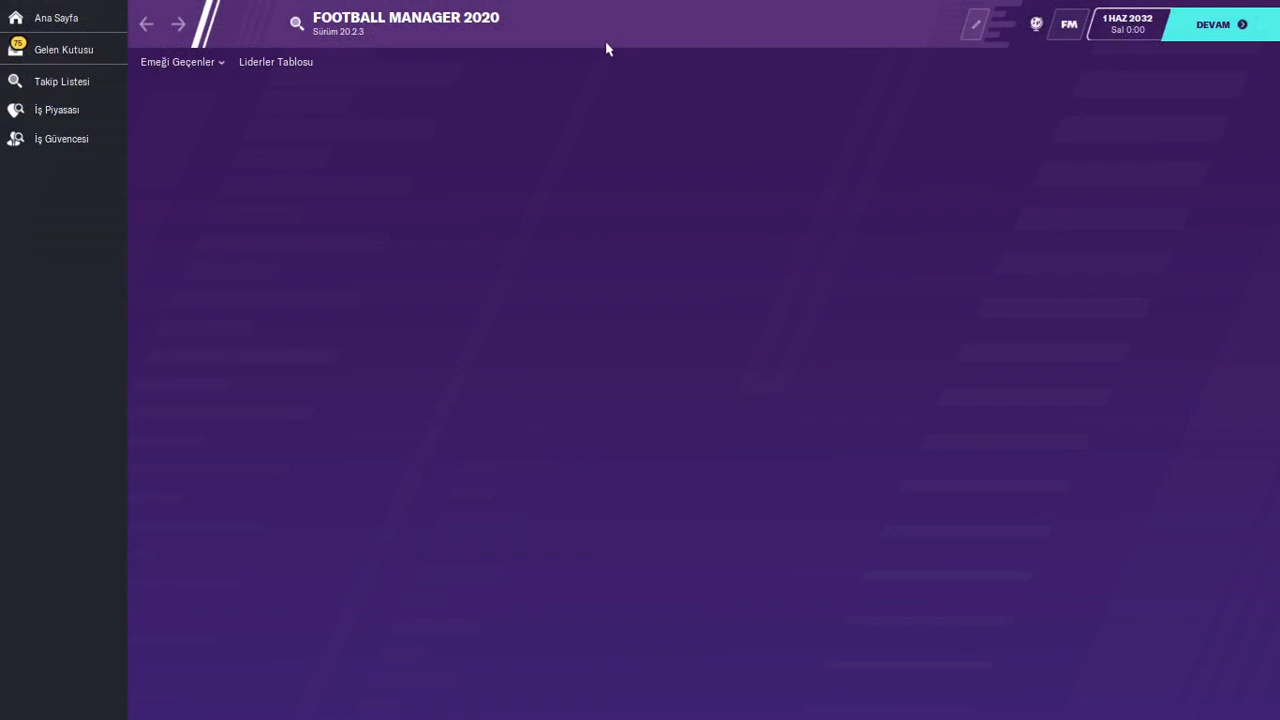 Ana Sayfa
75
Gelen Kutusu
Takip Listesi
İş Piyasası
İş Güvencesi
FOOTBALL MANAGER 2020
Sürüm 20.2.3
FM
1 HAZ 2032
Sal 0:00
DEVAM
Emeği Geçenler
Liderler Tablosu